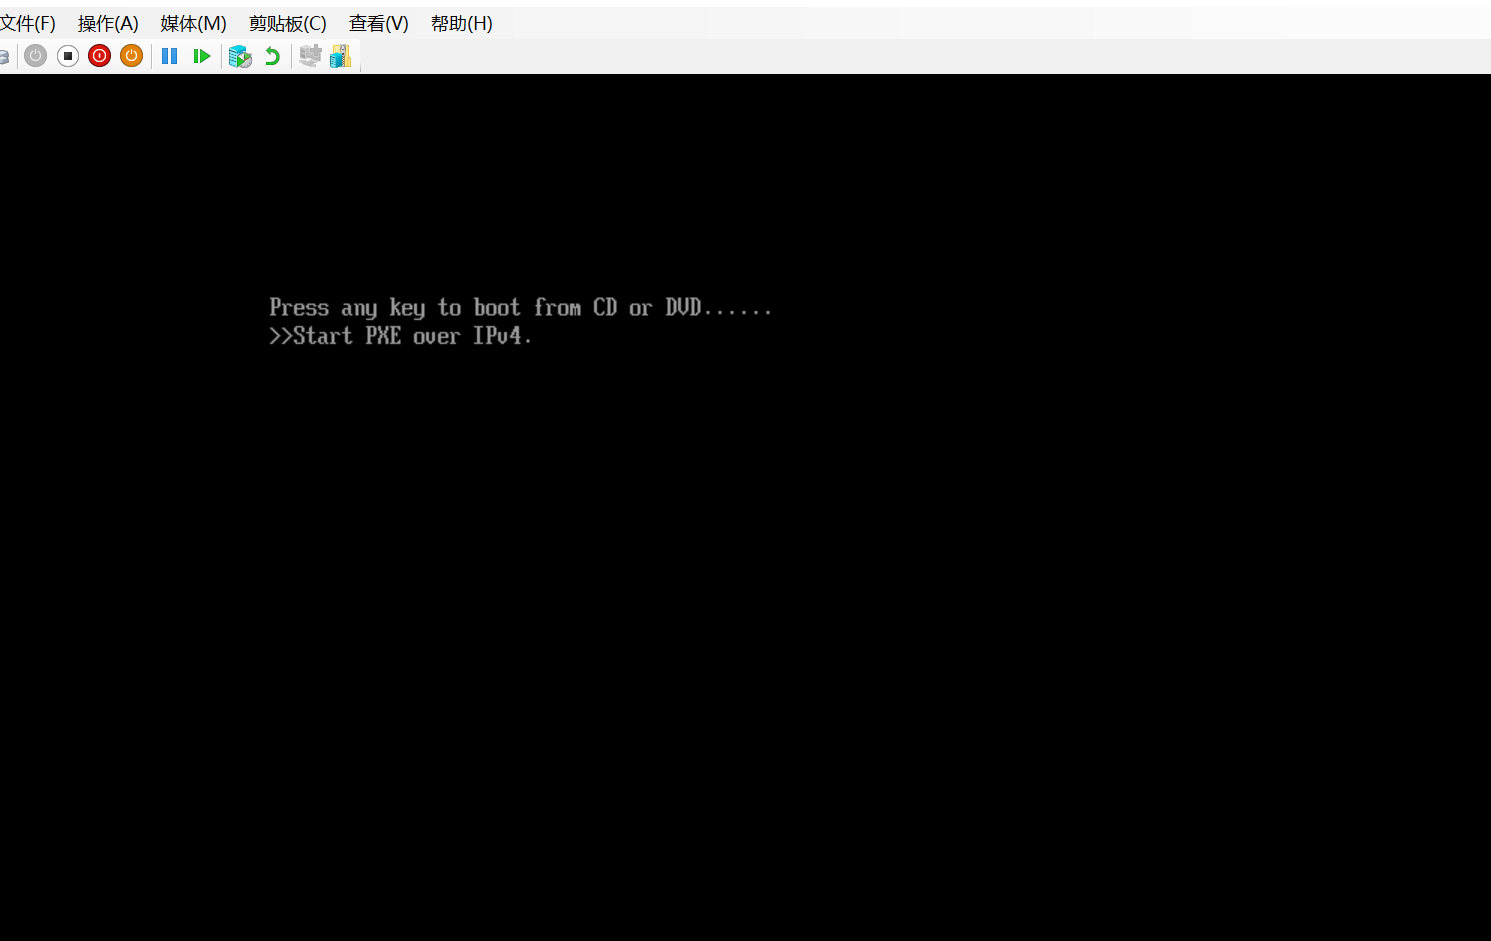 文件(F) 操作(A) 媒体(M) 剪贴板(C) 查看(V) 帮助(H)
Press any key to boot from CD or DVD......
>>Start PXE over IPv4.